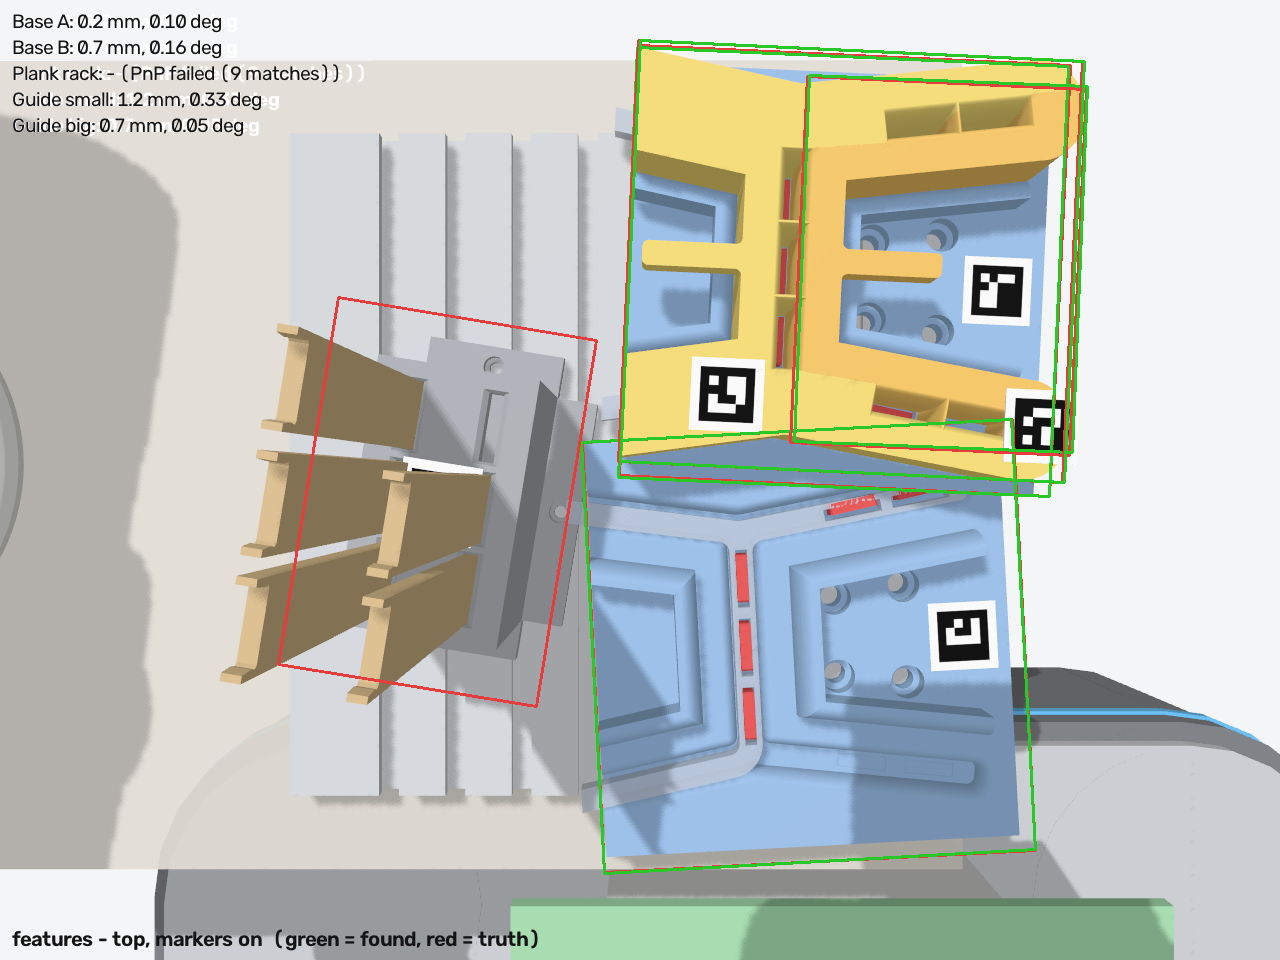 Base A: 0.2 mm, 0.10 deg
Base B: 0.7 mm, 0.16 deg
Plank rack: - (PnP failed (9 matches))
Guide small: 1.2 mm, 0.33 deg
Guide big: 0.7 mm, 0.05 deg
features - top, markers on (green = found, red = truth)